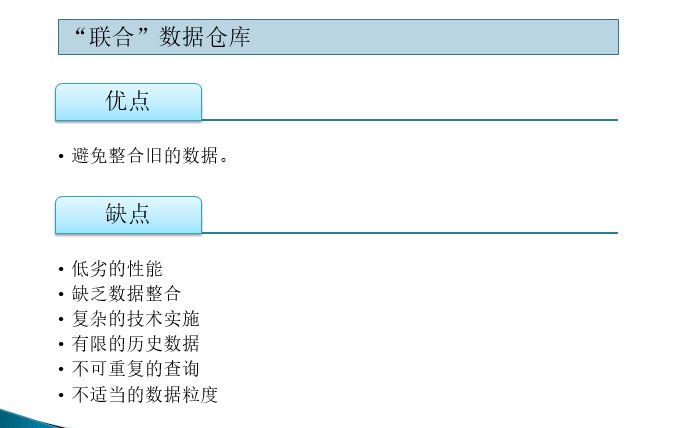 “联合”数据仓库
优点
• 避免整合旧的数据。
缺点
• 低劣的性能
• 缺乏数据整合
• 复杂的技术实施
• 有限的历史数据
• 不可重复的查询
• 不适当的数据粒度